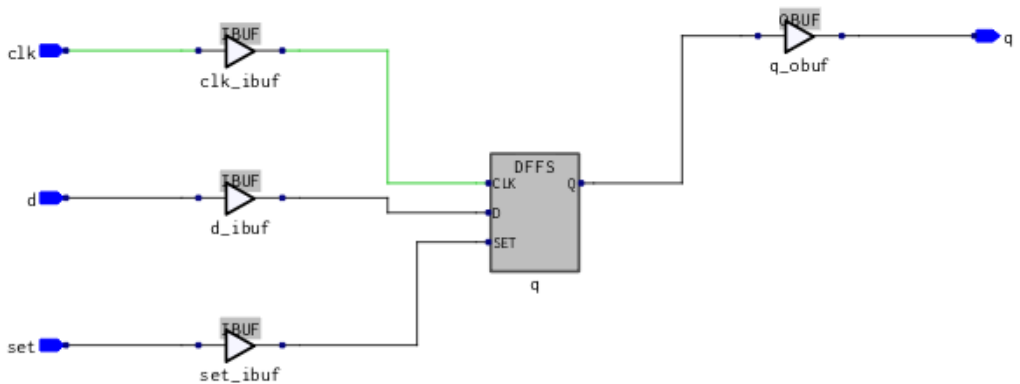 IBUF
clk
clk_ibuf
OBUF
q
q_obuf
DFFS
CLK
Q
D
SET
q
IBUF
d
d_ibuf
IBUF
set
set_ibuf